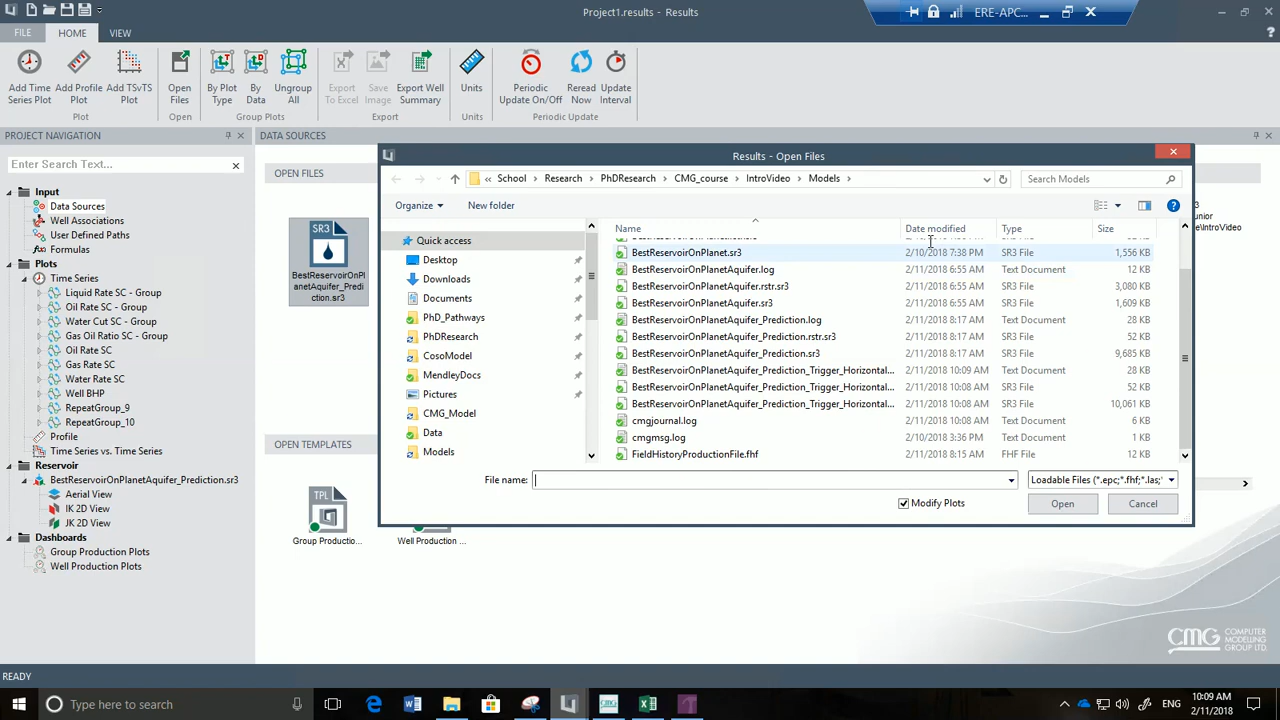 Project1.results - Results
ERE-APC...
FILE
HOME
VIEW
Add Time Series Plot
Add Profile Plot
Add TSvTS Plot
Open Files
By Plot Type
By Data
Ungroup All
Export To Excel
Save Image
Export Well Summary
Units
Periodic Update On/Off
Reread Now
Update Interval
Plot
Open
Group Plots
Export
Units
Periodic Update
PROJECT NAVIGATION
DATA SOURCES
Enter Search Text...
Input
Data Sources
Well Associations
User Defined Paths
Formulas
Plots
Time Series
Liquid Rate SC - Group
Oil Rate SC - Group
Water Cut SC - Group
Gas Oil Ratio SC - Group
Oil Rate SC
Gas Rate SC
Water Rate SC
Well BHP
RepeatGroup_9
RepeatGroup_10
Profile
Time Series vs. Time Series
Reservoir
BestReservoirOnPlanetAquifer_Prediction.sr3
Aerial View
IK 2D View
JK 2D View
Dashboards
Group Production Plots
Well Production Plots
OPEN FILES
SR3
BestReservoirOnPl
anetAquifer_Predi
ction.sr3
OPEN TEMPLATES
TPL
Group Productio...
Well Production ...
Results - Open Files
« School
Research
PhDResearch
CMG_course
IntroVideo
Models
Search Models
Organize
New folder
Quick access
Desktop
Downloads
Documents
PhD_Pathways
PhDResearch
CosoModel
MendleyDocs
Pictures
CMG_Model
Data
Models
Name Date modified Type Size
BestReservoirOnPlanet.sr3 2/10/2018 7:38 PM SR3 File 1,556 KB
BestReservoirOnPlanetAquifer.log 2/11/2018 6:55 AM Text Document 12 KB
BestReservoirOnPlanetAquifer.rstr.sr3 2/11/2018 6:55 AM SR3 File 3,080 KB
BestReservoirOnPlanetAquifer.sr3 2/11/2018 6:55 AM SR3 File 1,609 KB
BestReservoirOnPlanetAquifer_Prediction.log 2/11/2018 8:17 AM Text Document 28 KB
BestReservoirOnPlanetAquifer_Prediction.rstr.sr3 2/11/2018 8:17 AM SR3 File 52 KB
BestReservoirOnPlanetAquifer_Prediction.sr3 2/11/2018 8:17 AM SR3 File 9,685 KB
BestReservoirOnPlanetAquifer_Prediction_Trigger_Horizontal... 2/11/2018 10:09 AM Text Document 28 KB
BestReservoirOnPlanetAquifer_Prediction_Trigger_Horizontal... 2/11/2018 10:08 AM SR3 File 52 KB
BestReservoirOnPlanetAquifer_Prediction_Trigger_Horizontal... 2/11/2018 10:08 AM SR3 File 10,061 KB
cmgjournal.log 2/11/2018 10:08 AM Text Document 6 KB
cmgmsg.log 2/10/2018 3:36 PM Text Document 1 KB
FieldHistoryProductionFile.fhf 2/11/2018 8:15 AM FHF File 12 KB
File name:
Loadable Files (*.epc;*.fhf;*.las;*
Modify Plots
Open
Cancel
3
unior
e\IntroVideo
CMG COMPUTER MODELLING GROUP LTD.
READY
Type here to search
ENG
10:09 AM
2/11/2018